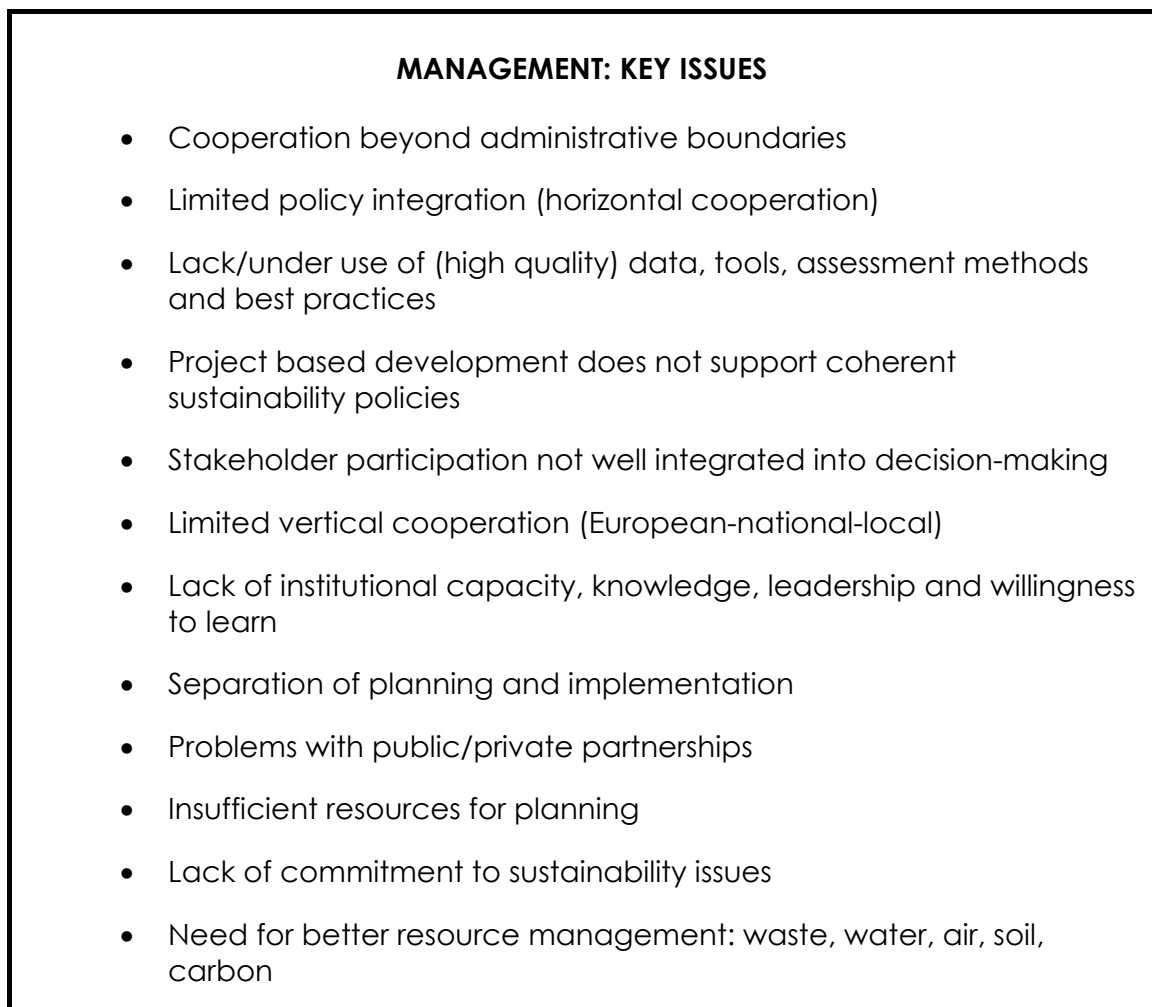 MANAGEMENT: KEY ISSUES
• Cooperation beyond administrative boundaries
• Limited policy integration (horizontal cooperation)
• Lack/under use of (high quality) data, tools, assessment methods
and best practices
• Project based development does not support coherent
sustainability policies
• Stakeholder participation not well integrated into decision-making
• Limited vertical cooperation (European-national-local)
• Lack of institutional capacity, knowledge, leadership and willingness
to learn
• Separation of planning and implementation
• Problems with public/private partnerships
• Insufficient resources for planning
• Lack of commitment to sustainability issues
• Need for better resource management: waste, water, air, soil,
carbon